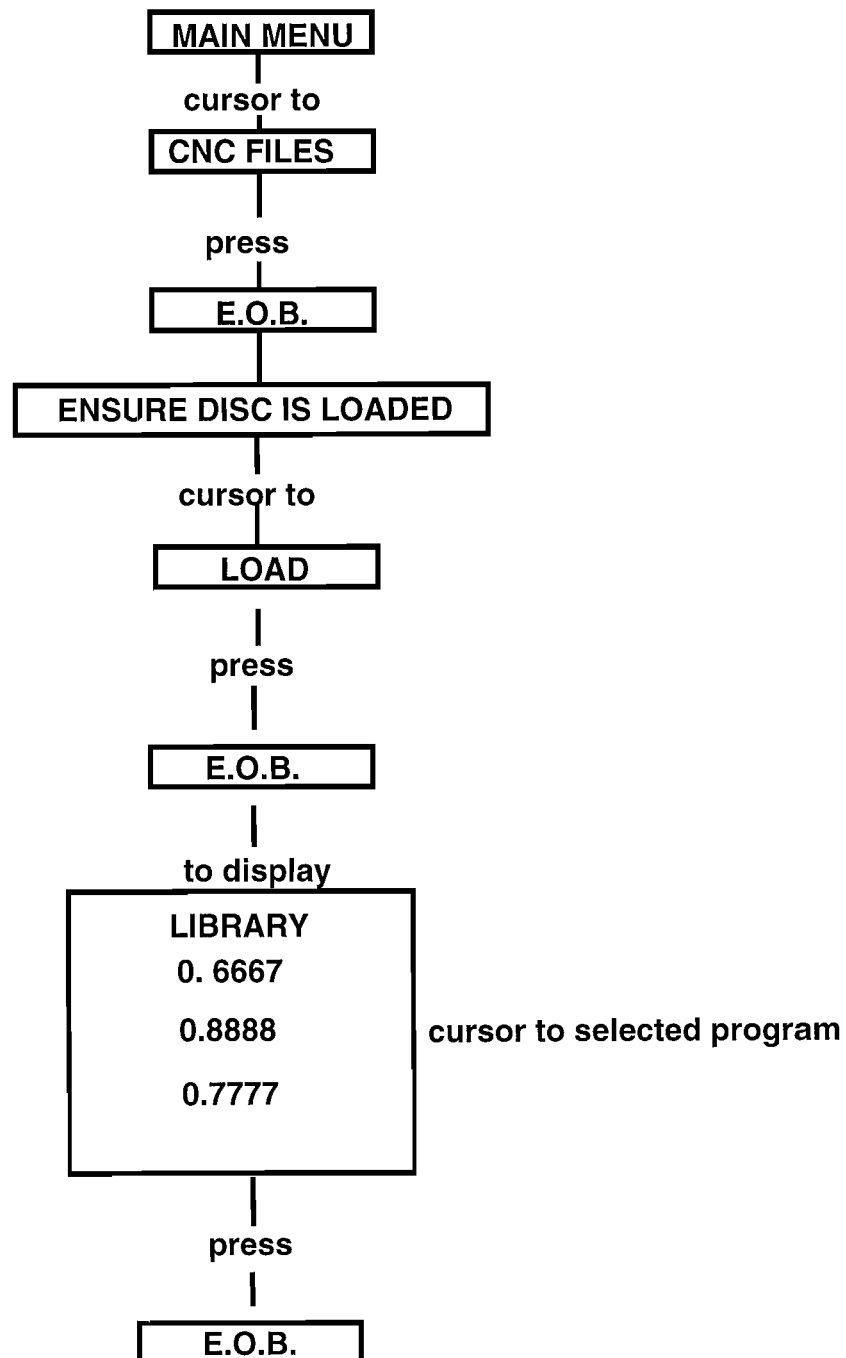 MAIN MENU
cursor to
CNC FILES
press
E.O.B.
ENSURE DISC IS LOADED
cursor to
LOAD
press
E.O.B.
to display
LIBRARY
0. 6667
0.8888
cursor to selected program
0.7777
press
E.O.B.